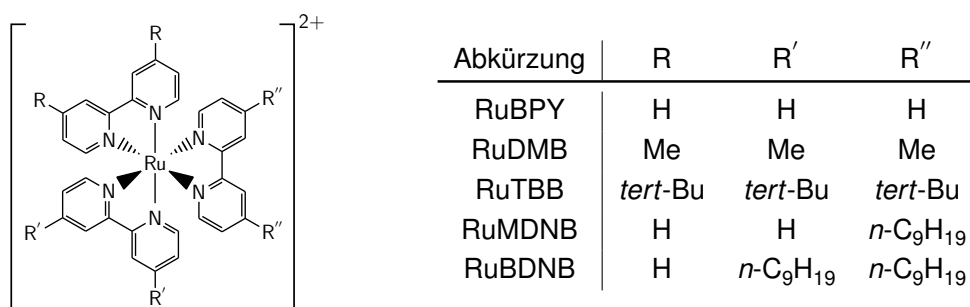 2+
R
R
R″
N
N
N
Ru
N
N
N
R′
R″
R′
Abkürzung R R′ R″
RuBPY H H H
RuDMB Me Me Me
RuTBB tert-Bu tert-Bu tert-Bu
RuMDNB H H n-C₉H₁₉
RuBDNB H n-C₉H₁₉ n-C₉H₁₉